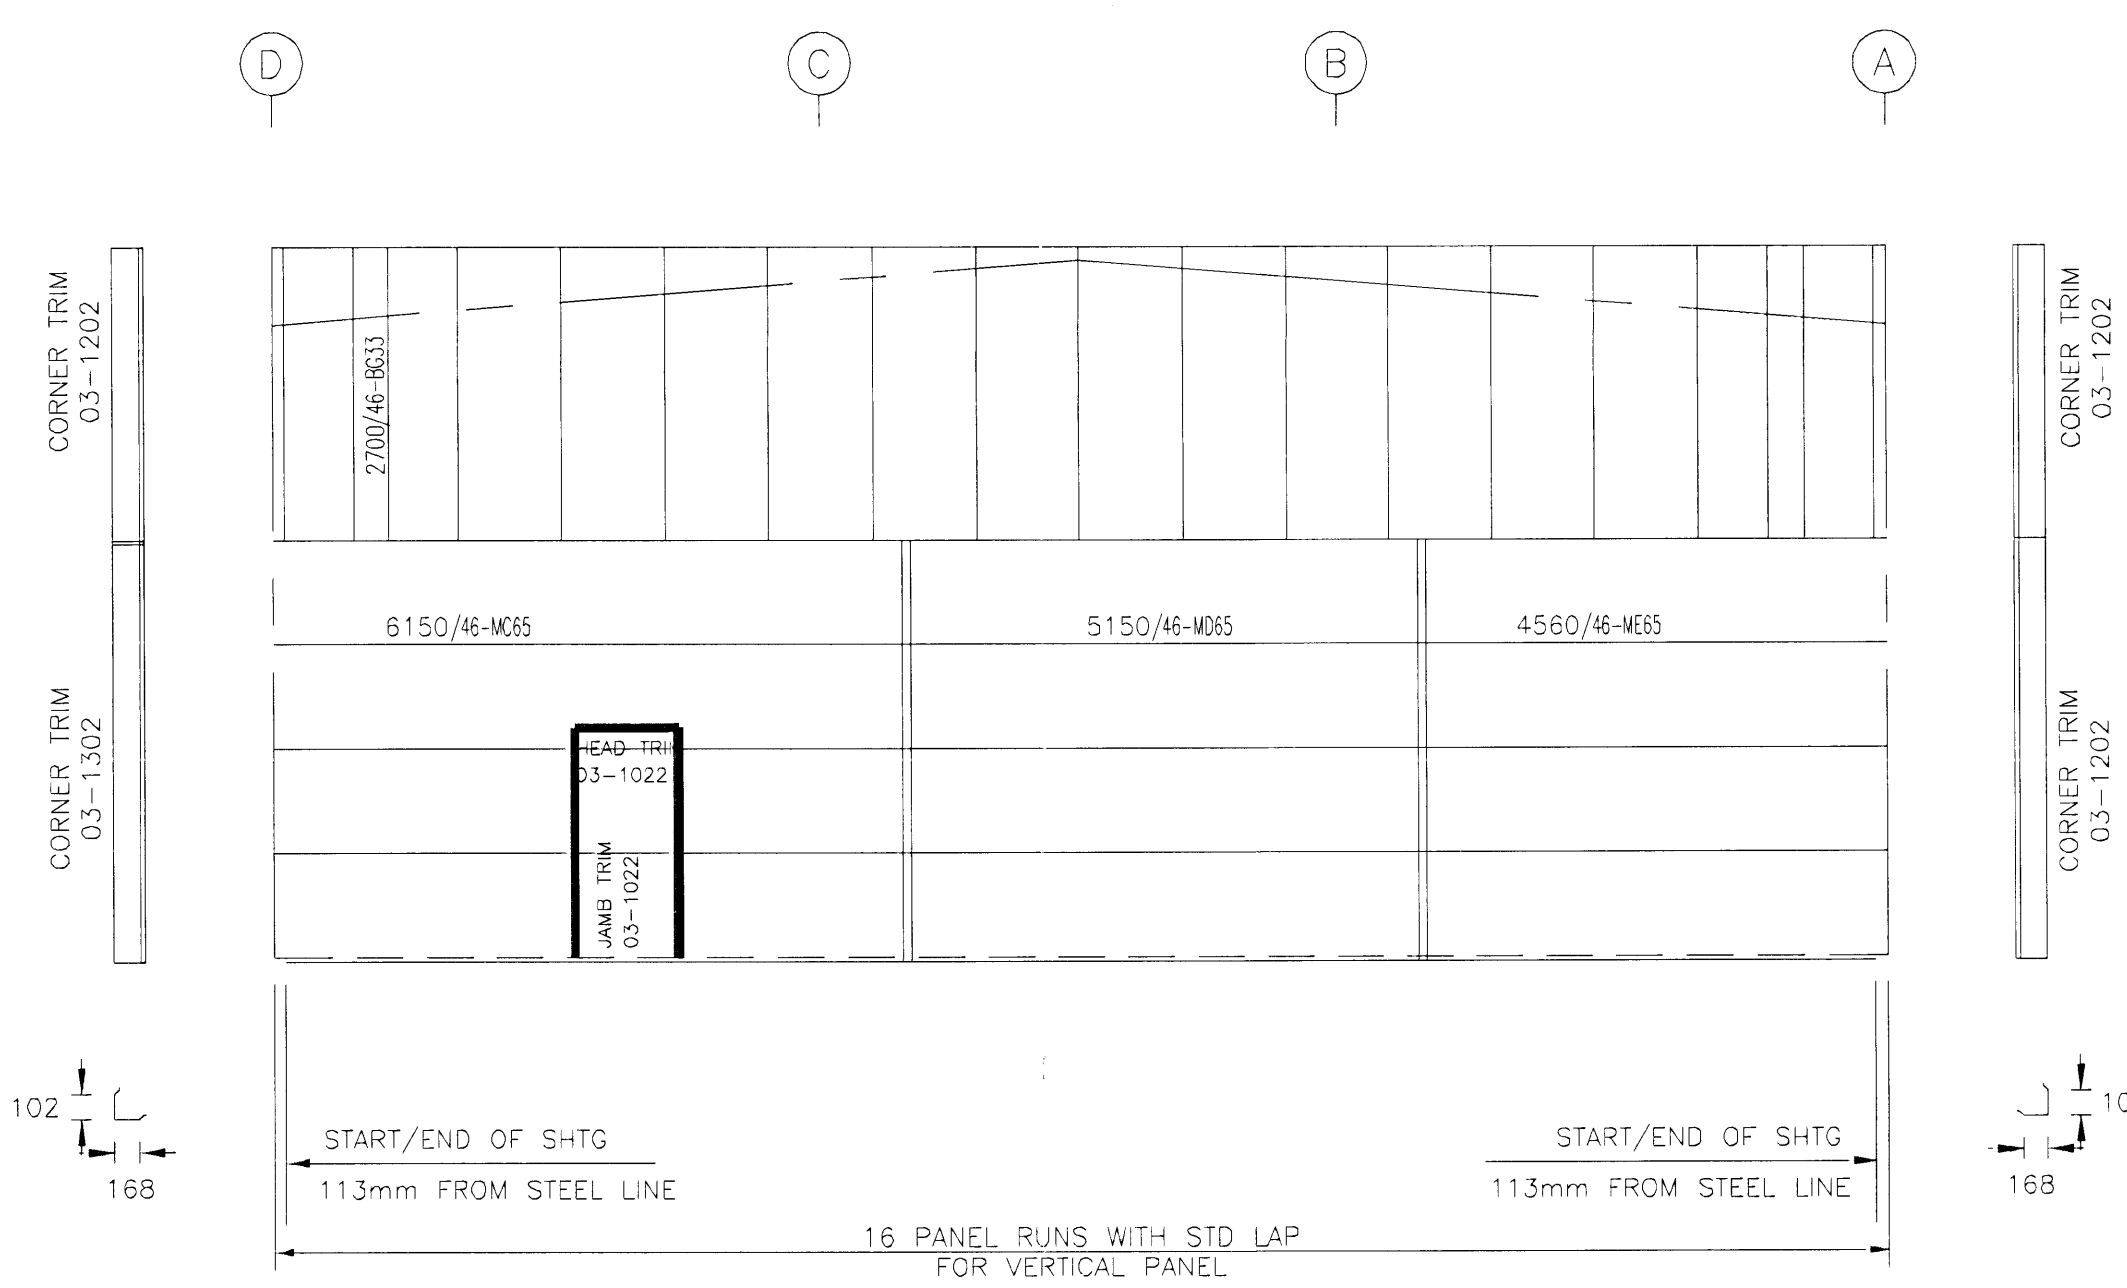 D
C
B
A
CORNER TRIM
03-1202
2700/46-BG33
CORNER TRIM
03-1202
6150/46-MC65
5150/46-MD65
4560/46-ME65
CORNER TRIM
03-1302
HEAD TRIM
03-1022
JAMB TRIM
03-1022
CORNER TRIM
03-1202
102
168
START/END OF SHTG
113mm FROM STEEL LINE
START/END OF SHTG
113mm FROM STEEL LINE
168
16 PANEL RUNS WITH STD LAP
FOR VERTICAL PANEL